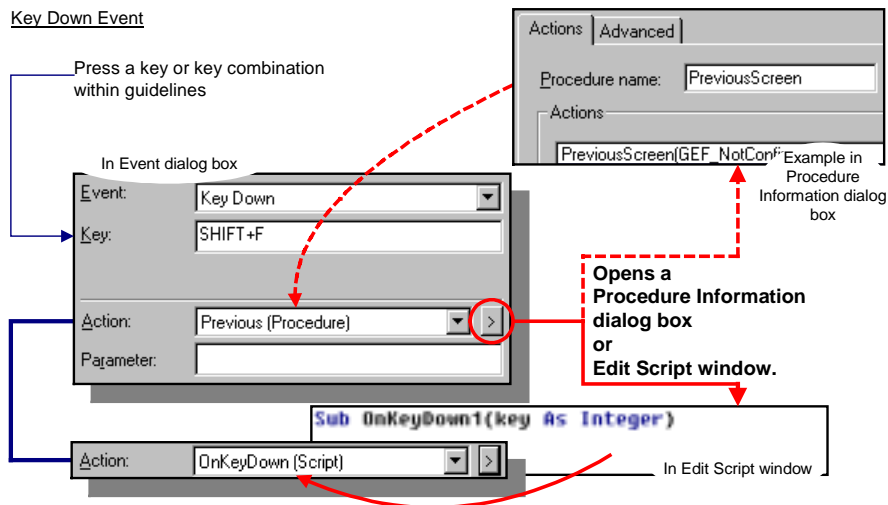 Key Down Event
Press a key or key combination
within guidelines
Actions
Advanced
Procedure name:
PreviousScreen
Actions
PreviousScreen(GEF_NotConfi
Example in
Procedure
Information dialog
box
In Event dialog box
Event:
Key Down
Key:
SHIFT+F
Action:
Previous (Procedure)
>
Parameter:
Opens a
Procedure Information
dialog box
or
Edit Script window.
Sub OnKeyDown1(key As Integer)
Action:
OnKeyDown (Script)
>
In Edit Script window